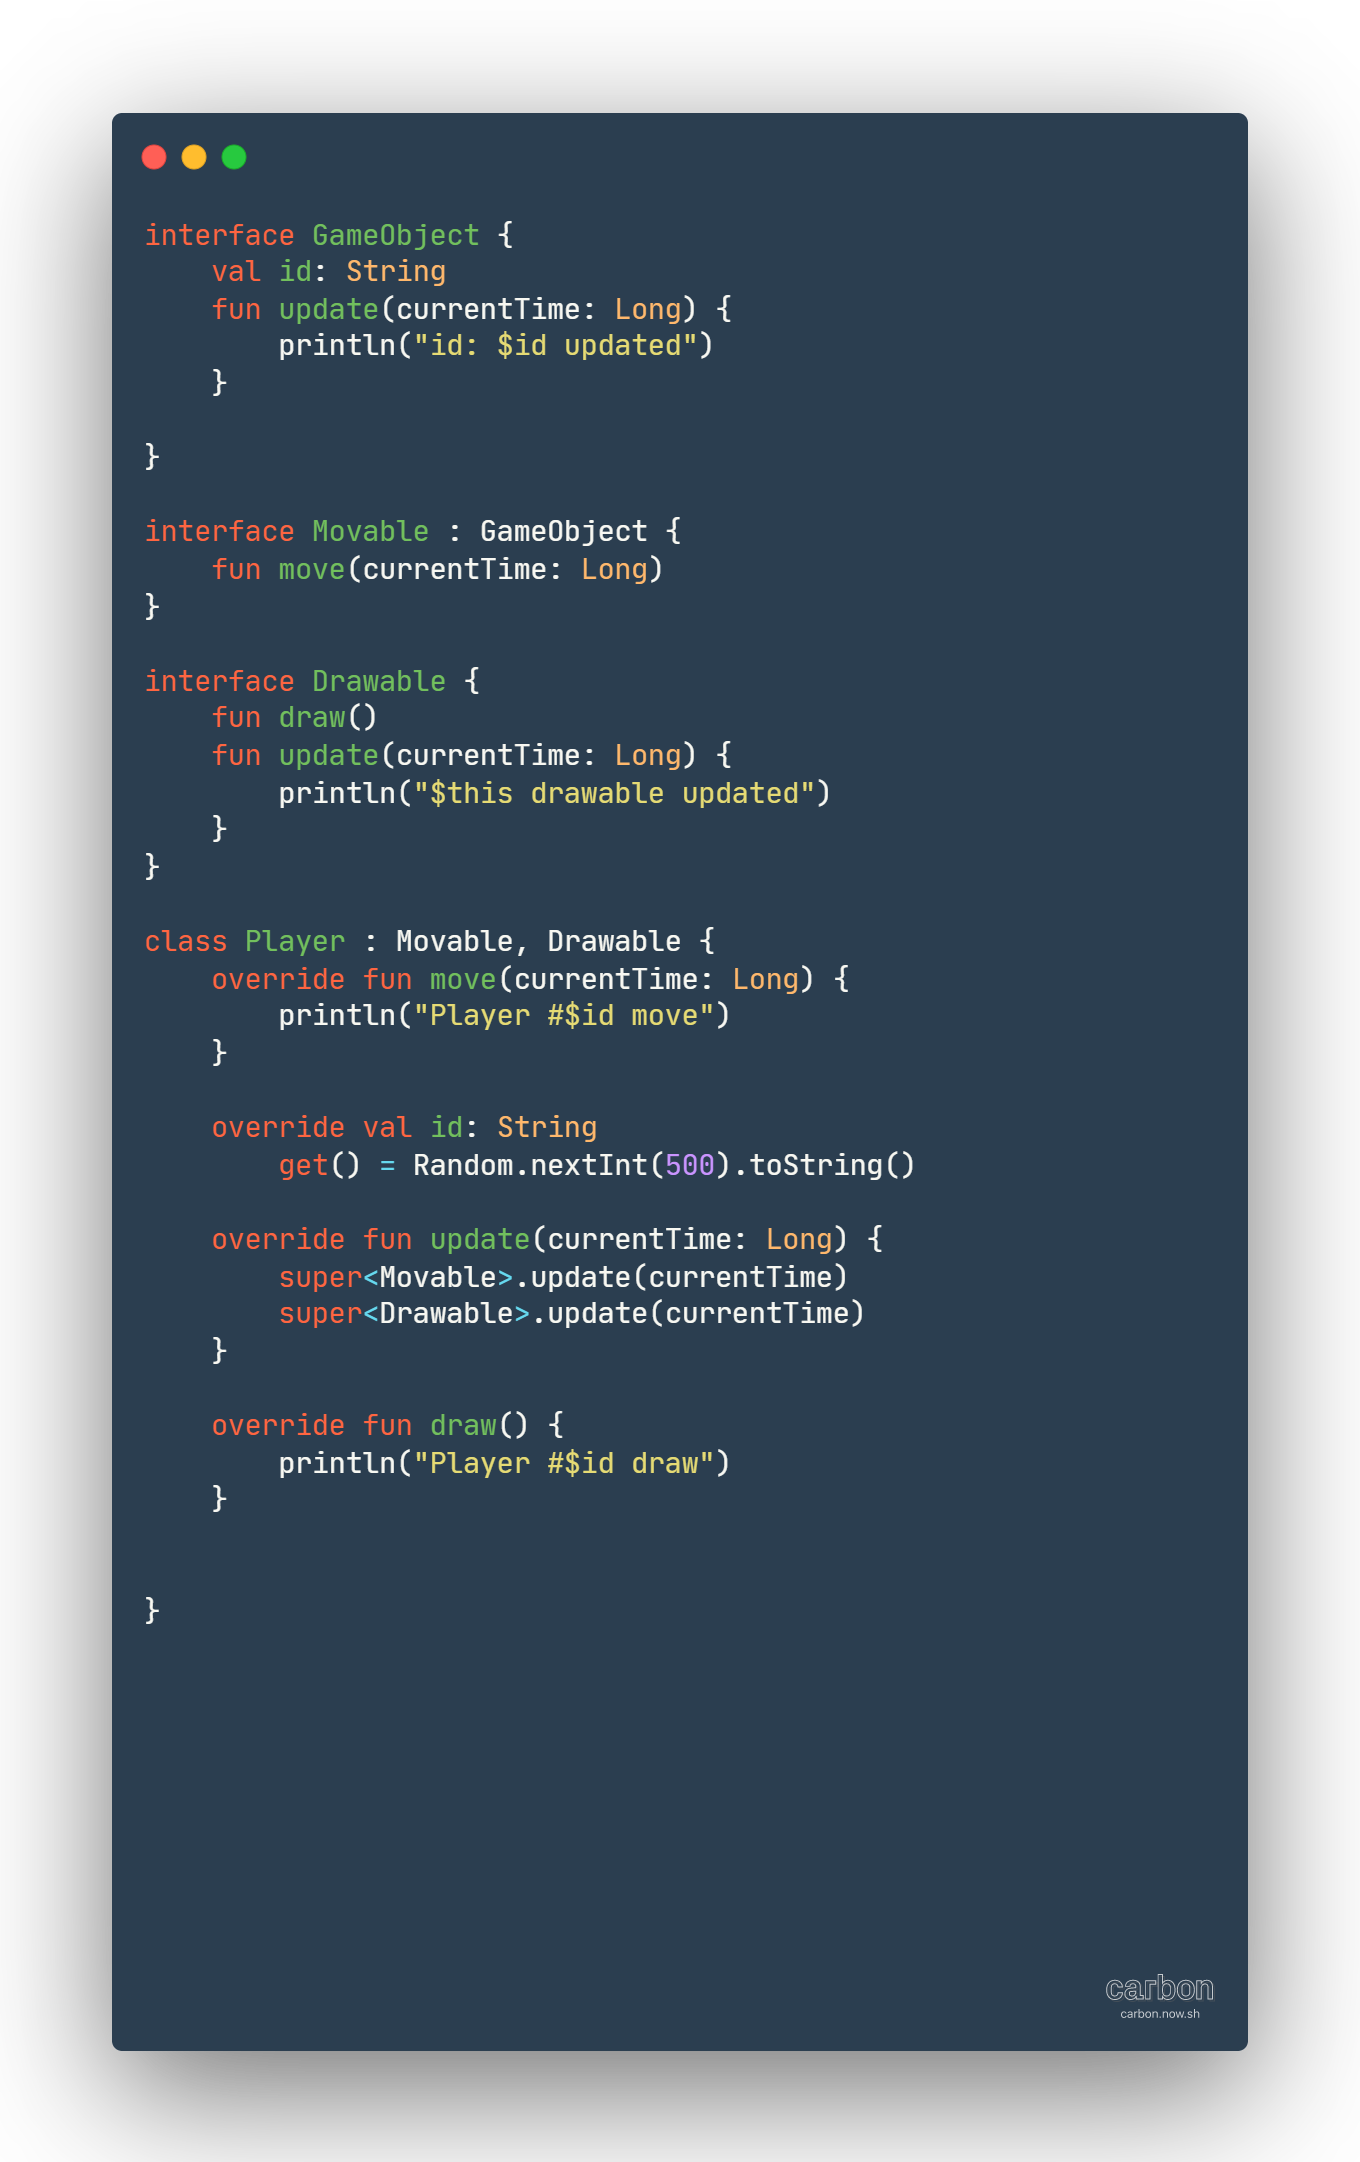 interface GameObject {
    val id: String
    fun update(currentTime: Long) {
        println("id: $id updated")
    }

}

interface Movable : GameObject {
    fun move(currentTime: Long)
}

interface Drawable {
    fun draw()
    fun update(currentTime: Long) {
        println("$this drawable updated")
    }
}

class Player : Movable, Drawable {
    override fun move(currentTime: Long) {
        println("Player #$id move")
    }

    override val id: String
        get() = Random.nextInt(500).toString()

    override fun update(currentTime: Long) {
        super<Movable>.update(currentTime)
        super<Drawable>.update(currentTime)
    }

    override fun draw() {
        println("Player #$id draw")
    }


}
carbon
carbon.now.sh